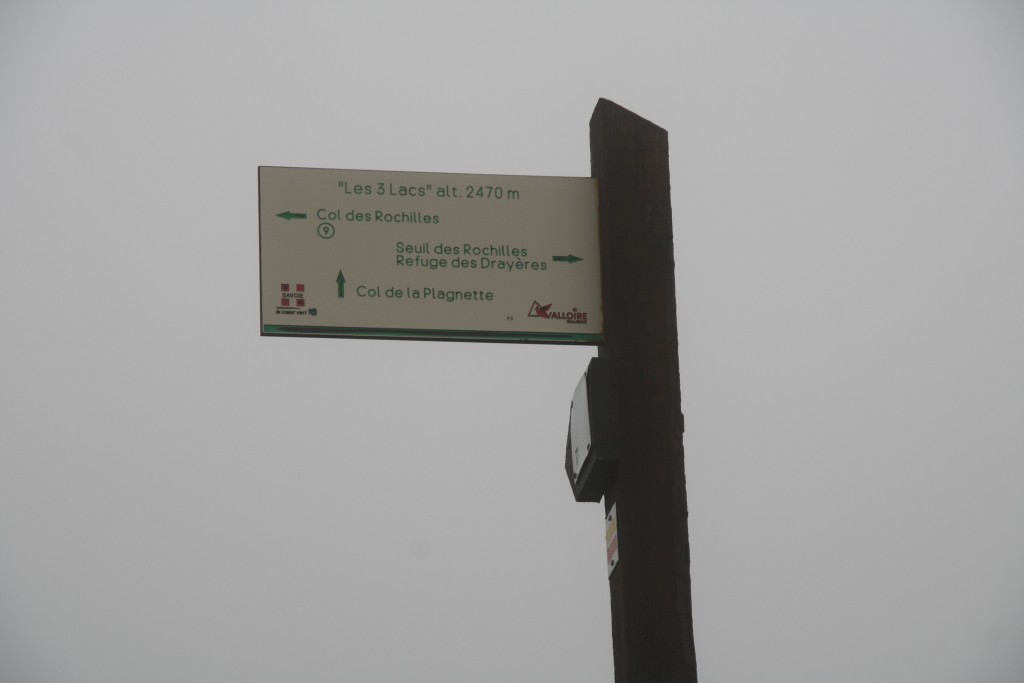 "Les 3 Lacs" alt. 2470 m
Col des Rochilles
9
Seuil des Rochilles
Refuge des Drayères
Col de la Plagnette
SAVOIE
VALLOIRE